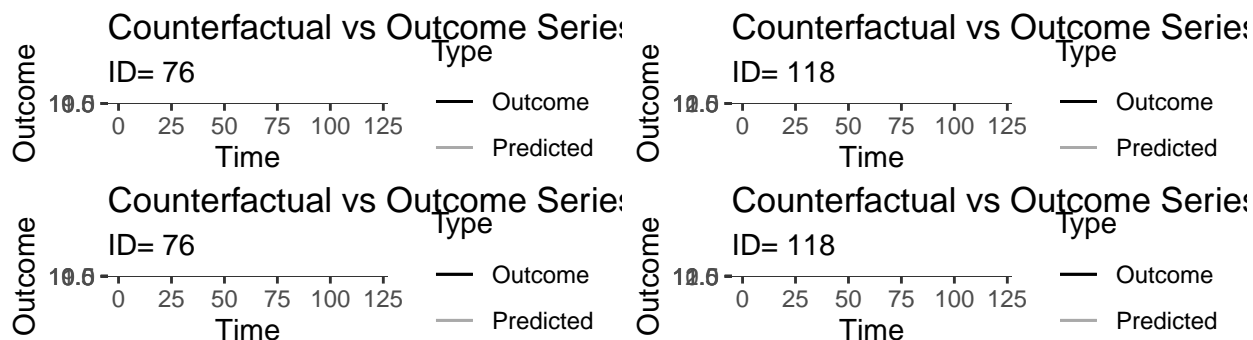 Counterfactual vs Outcome Series
Type
ID= 76
Outcome
Outcome
Predicted
0 25 50 75 100 125
Time
Counterfactual vs Outcome Series
Type
ID= 118
Outcome
Outcome
Predicted
0 25 50 75 100 125
Time
Counterfactual vs Outcome Series
Type
ID= 76
Outcome
Outcome
Predicted
0 25 50 75 100 125
Time
Counterfactual vs Outcome Series
Type
ID= 118
Outcome
Outcome
Predicted
0 25 50 75 100 125
Time